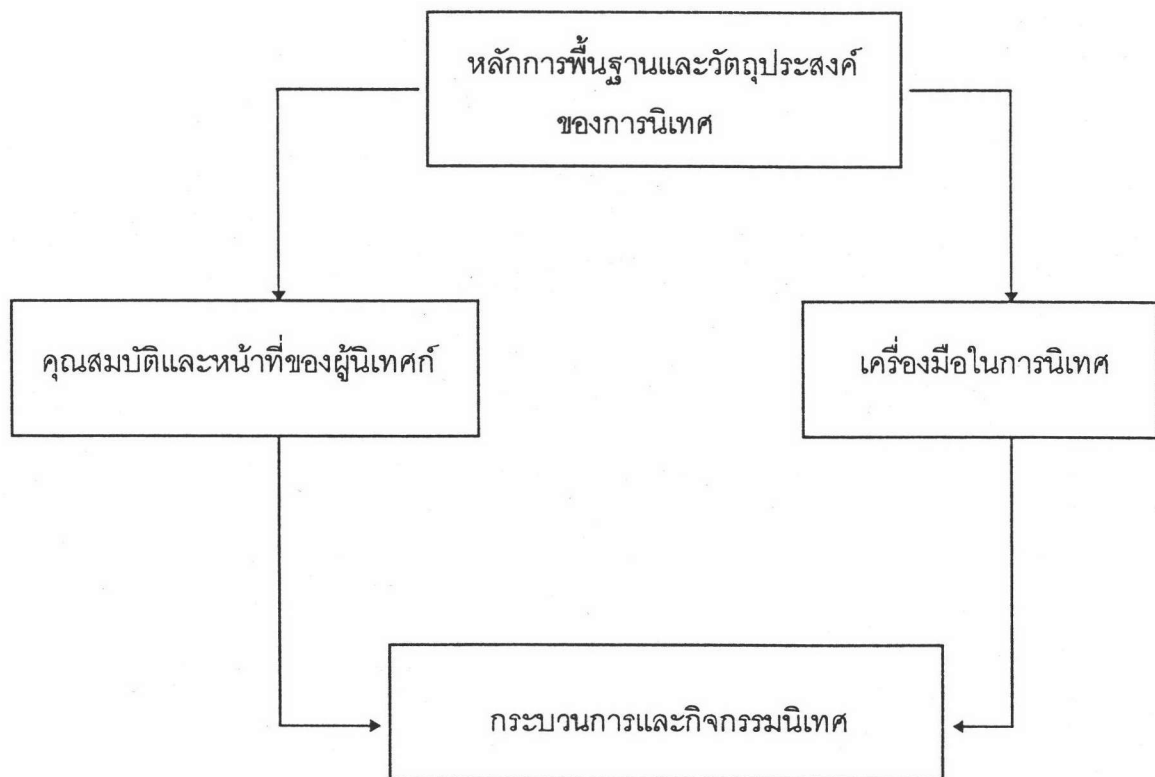 หลักการพื้นฐานและวัตถุประสงค์
ของการนิเทศ
คุณสมบัติและหน้าที่ของผู้นิเทศก์
เครื่องมือในการนิเทศ
กระบวนการและกิจกรรมนิเทศ